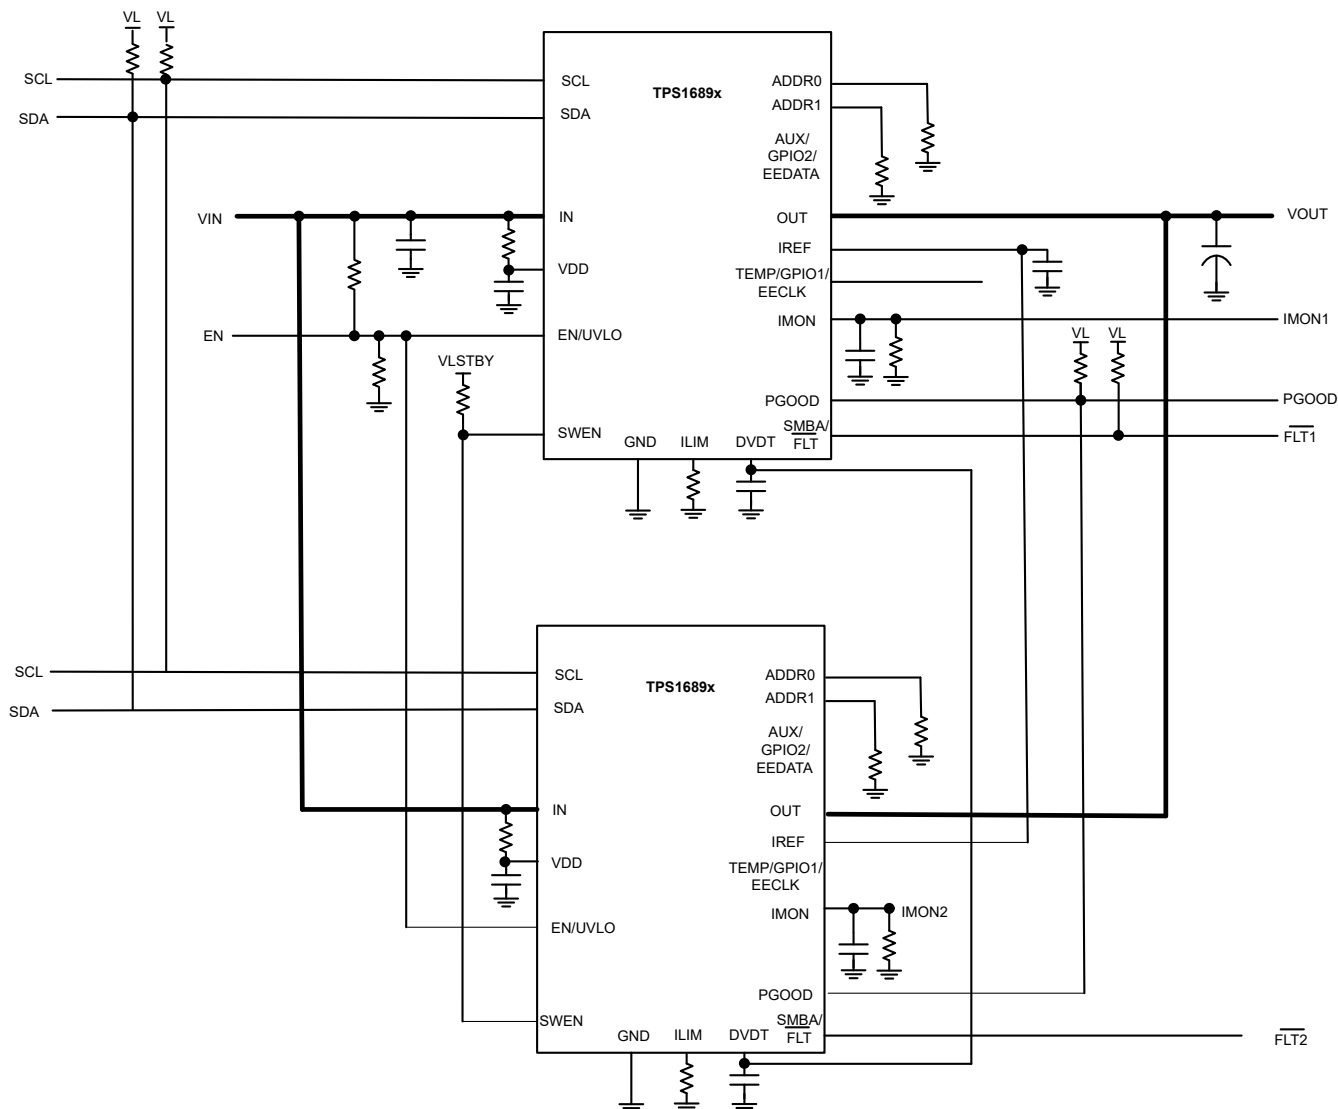 VL VL
SCL
SDA
SCL
SDA
TPS1689x
ADDR0
ADDR1
AUX/
GPIO2/
EEDATA
VIN
IN
OUT
VOUT
IREF
VDD
TEMP/GPIO1/
EECLK
IMON
IMON1
EN
EN/UVLO
VL VL
VLSTBY
PGOOD
PGOOD
SWEN
GND ILIM DVDT
SMBA/
FLT
FLT1
SCL
SDA
SCL
SDA
TPS1689x
ADDR0
ADDR1
AUX/
GPIO2/
EEDATA
IN
OUT
IREF
VDD
TEMP/GPIO1/
EECLK
IMON
IMON2
EN/UVLO
PGOOD
SWEN
GND ILIM DVDT
SMBA/
FLT
FLT2